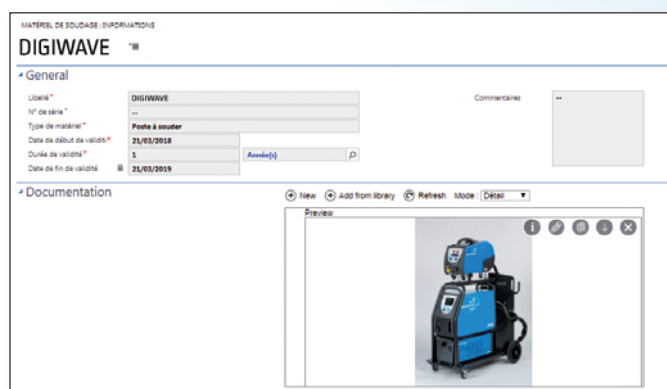 MATÉRIEL DE SOUDAGE : INFORMATIONS
DIGIWAVE
General
Libellé * DIGIWAVE
N° de série * --
Type de matériel * Poste à souder
Date de début de validité * 21/03/2018
Durée de validité * 1 Année(s)
Date de fin de validité 21/03/2019
Commentaires --
Documentation
New Add from library Refresh Mode : Détail
Preview